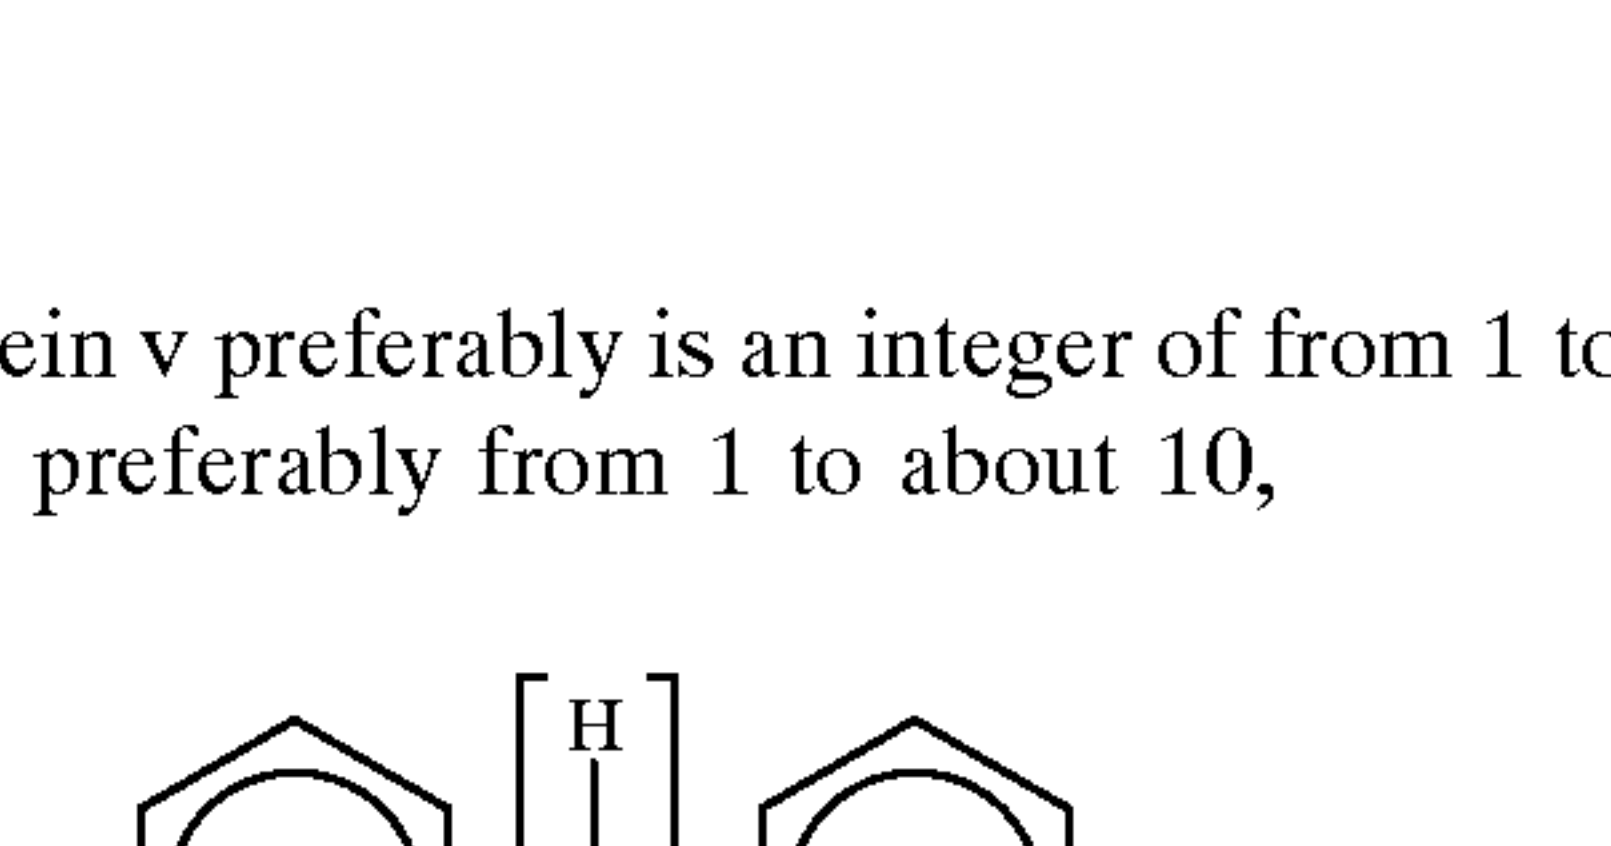 ein v preferably is an integer of from 1 to
preferably from 1 to about 10,
H